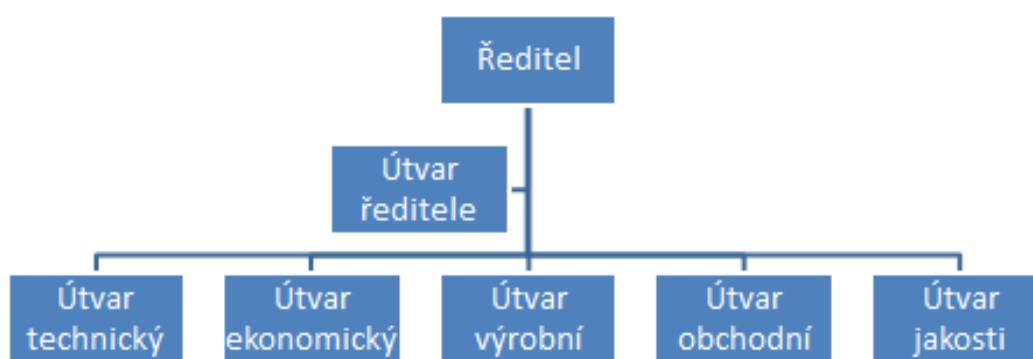 Ředitel
Útvar
ředitele
Útvar
technický
Útvar
ekonomický
Útvar
výrobní
Útvar
obchodní
Útvar
jakosti